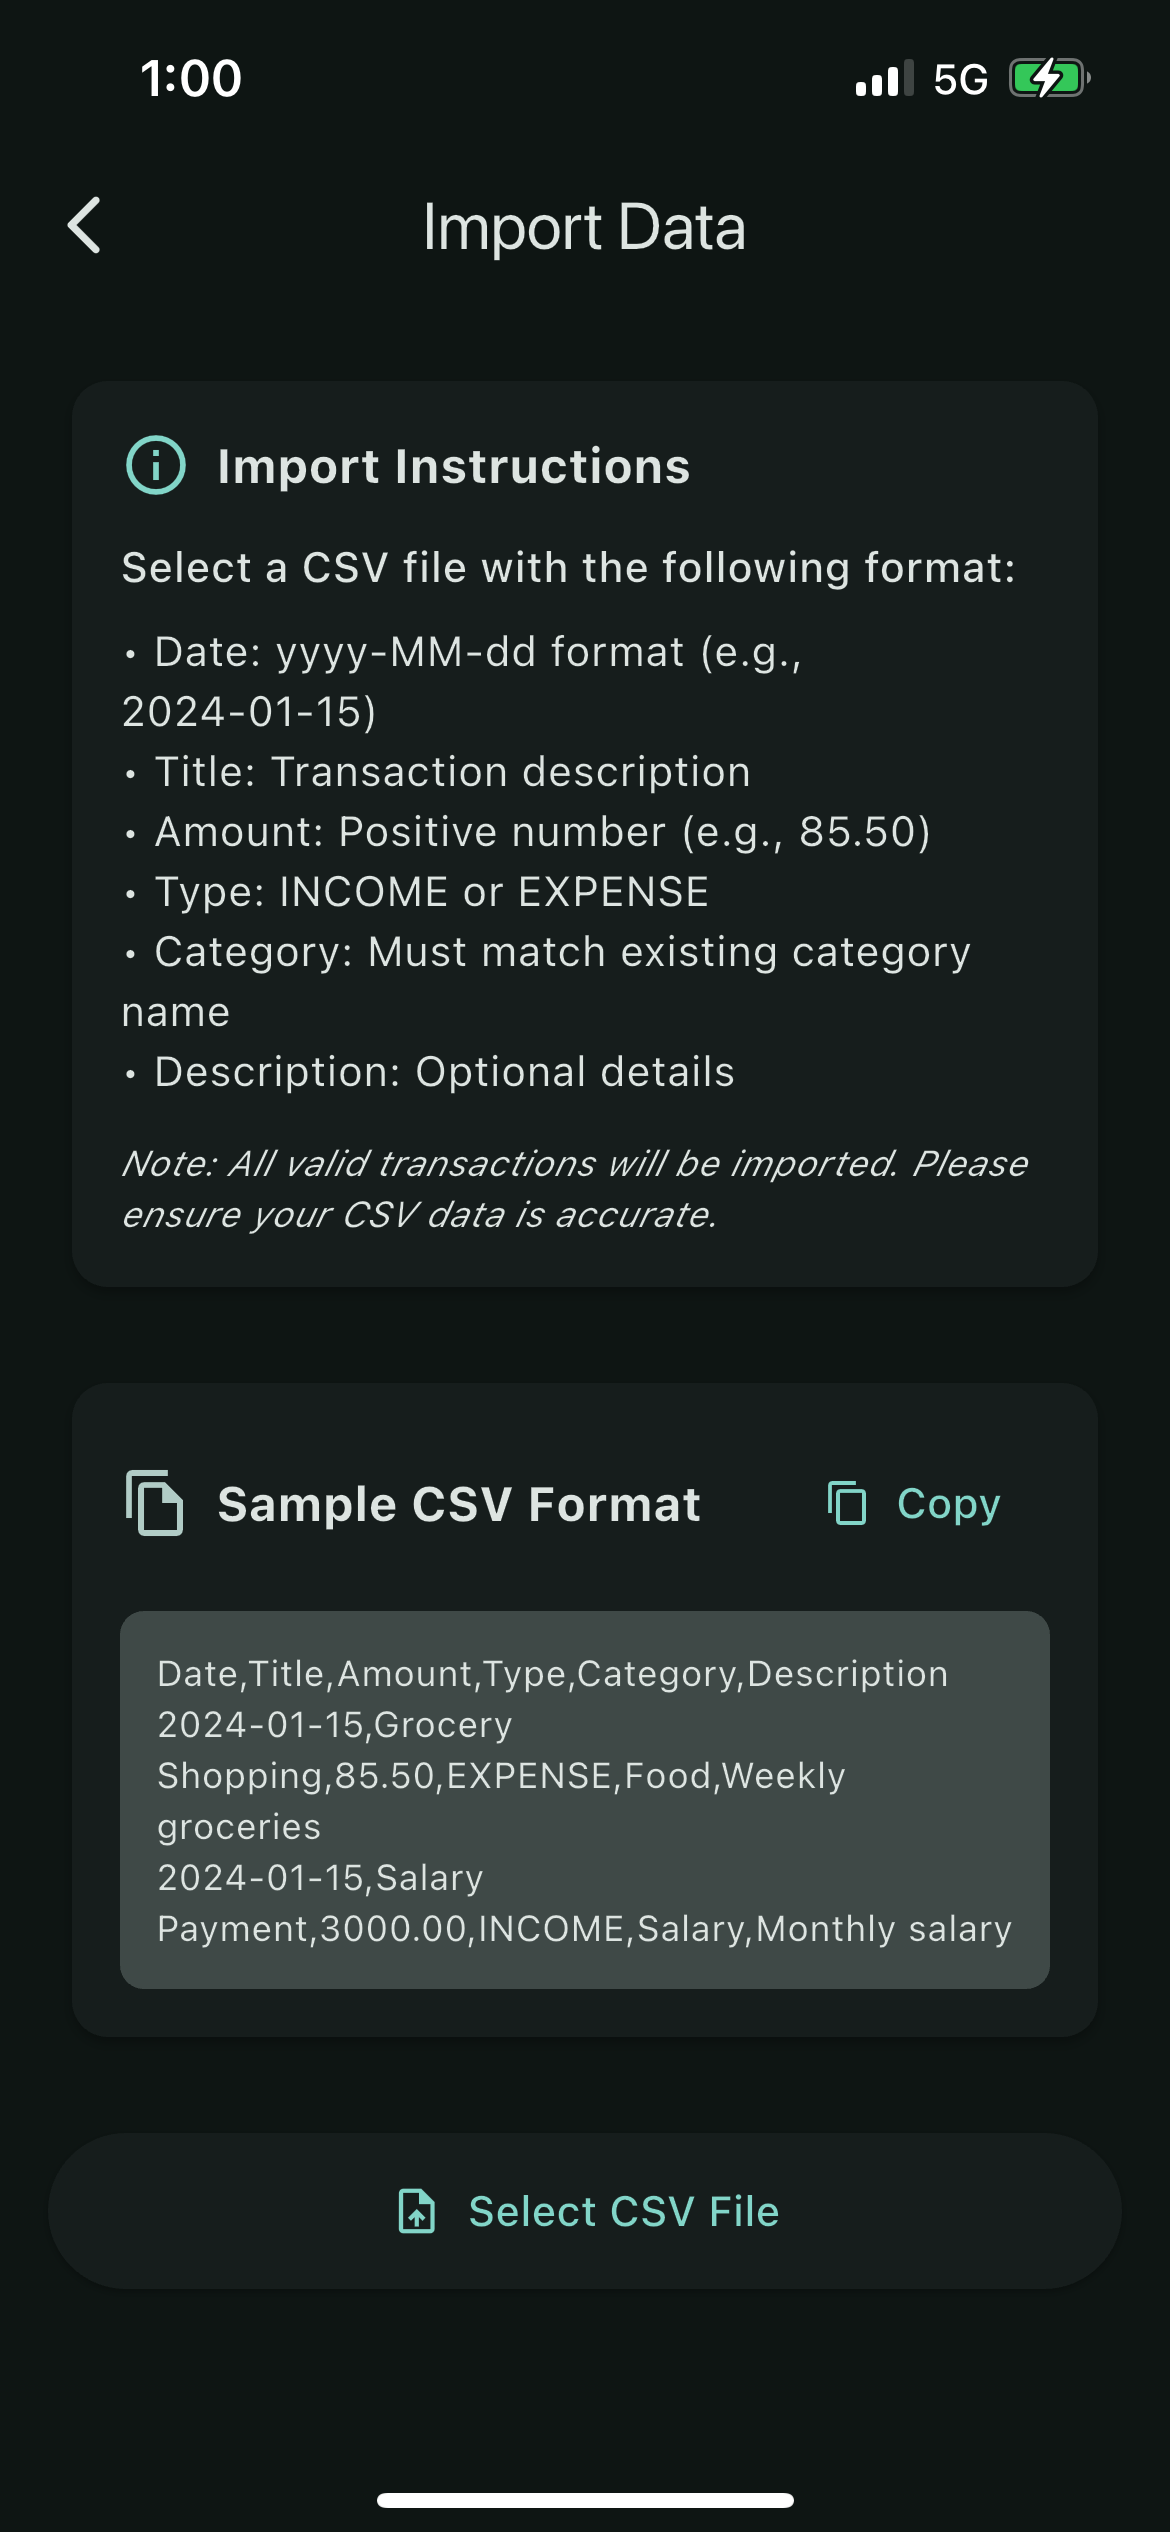 1:00
5G
Import Data
Import Instructions
Select a CSV file with the following format:
• Date: yyyy-MM-dd format (e.g.,
2024-01-15)
• Title: Transaction description
• Amount: Positive number (e.g., 85.50)
• Type: INCOME or EXPENSE
• Category: Must match existing category
name
• Description: Optional details
Note: All valid transactions will be imported. Please
ensure your CSV data is accurate.
Sample CSV Format
Copy
Date,Title,Amount,Type,Category,Description
2024-01-15,Grocery
Shopping,85.50,EXPENSE,Food,Weekly
groceries
2024-01-15,Salary
Payment,3000.00,INCOME,Salary,Monthly salary
Select CSV File